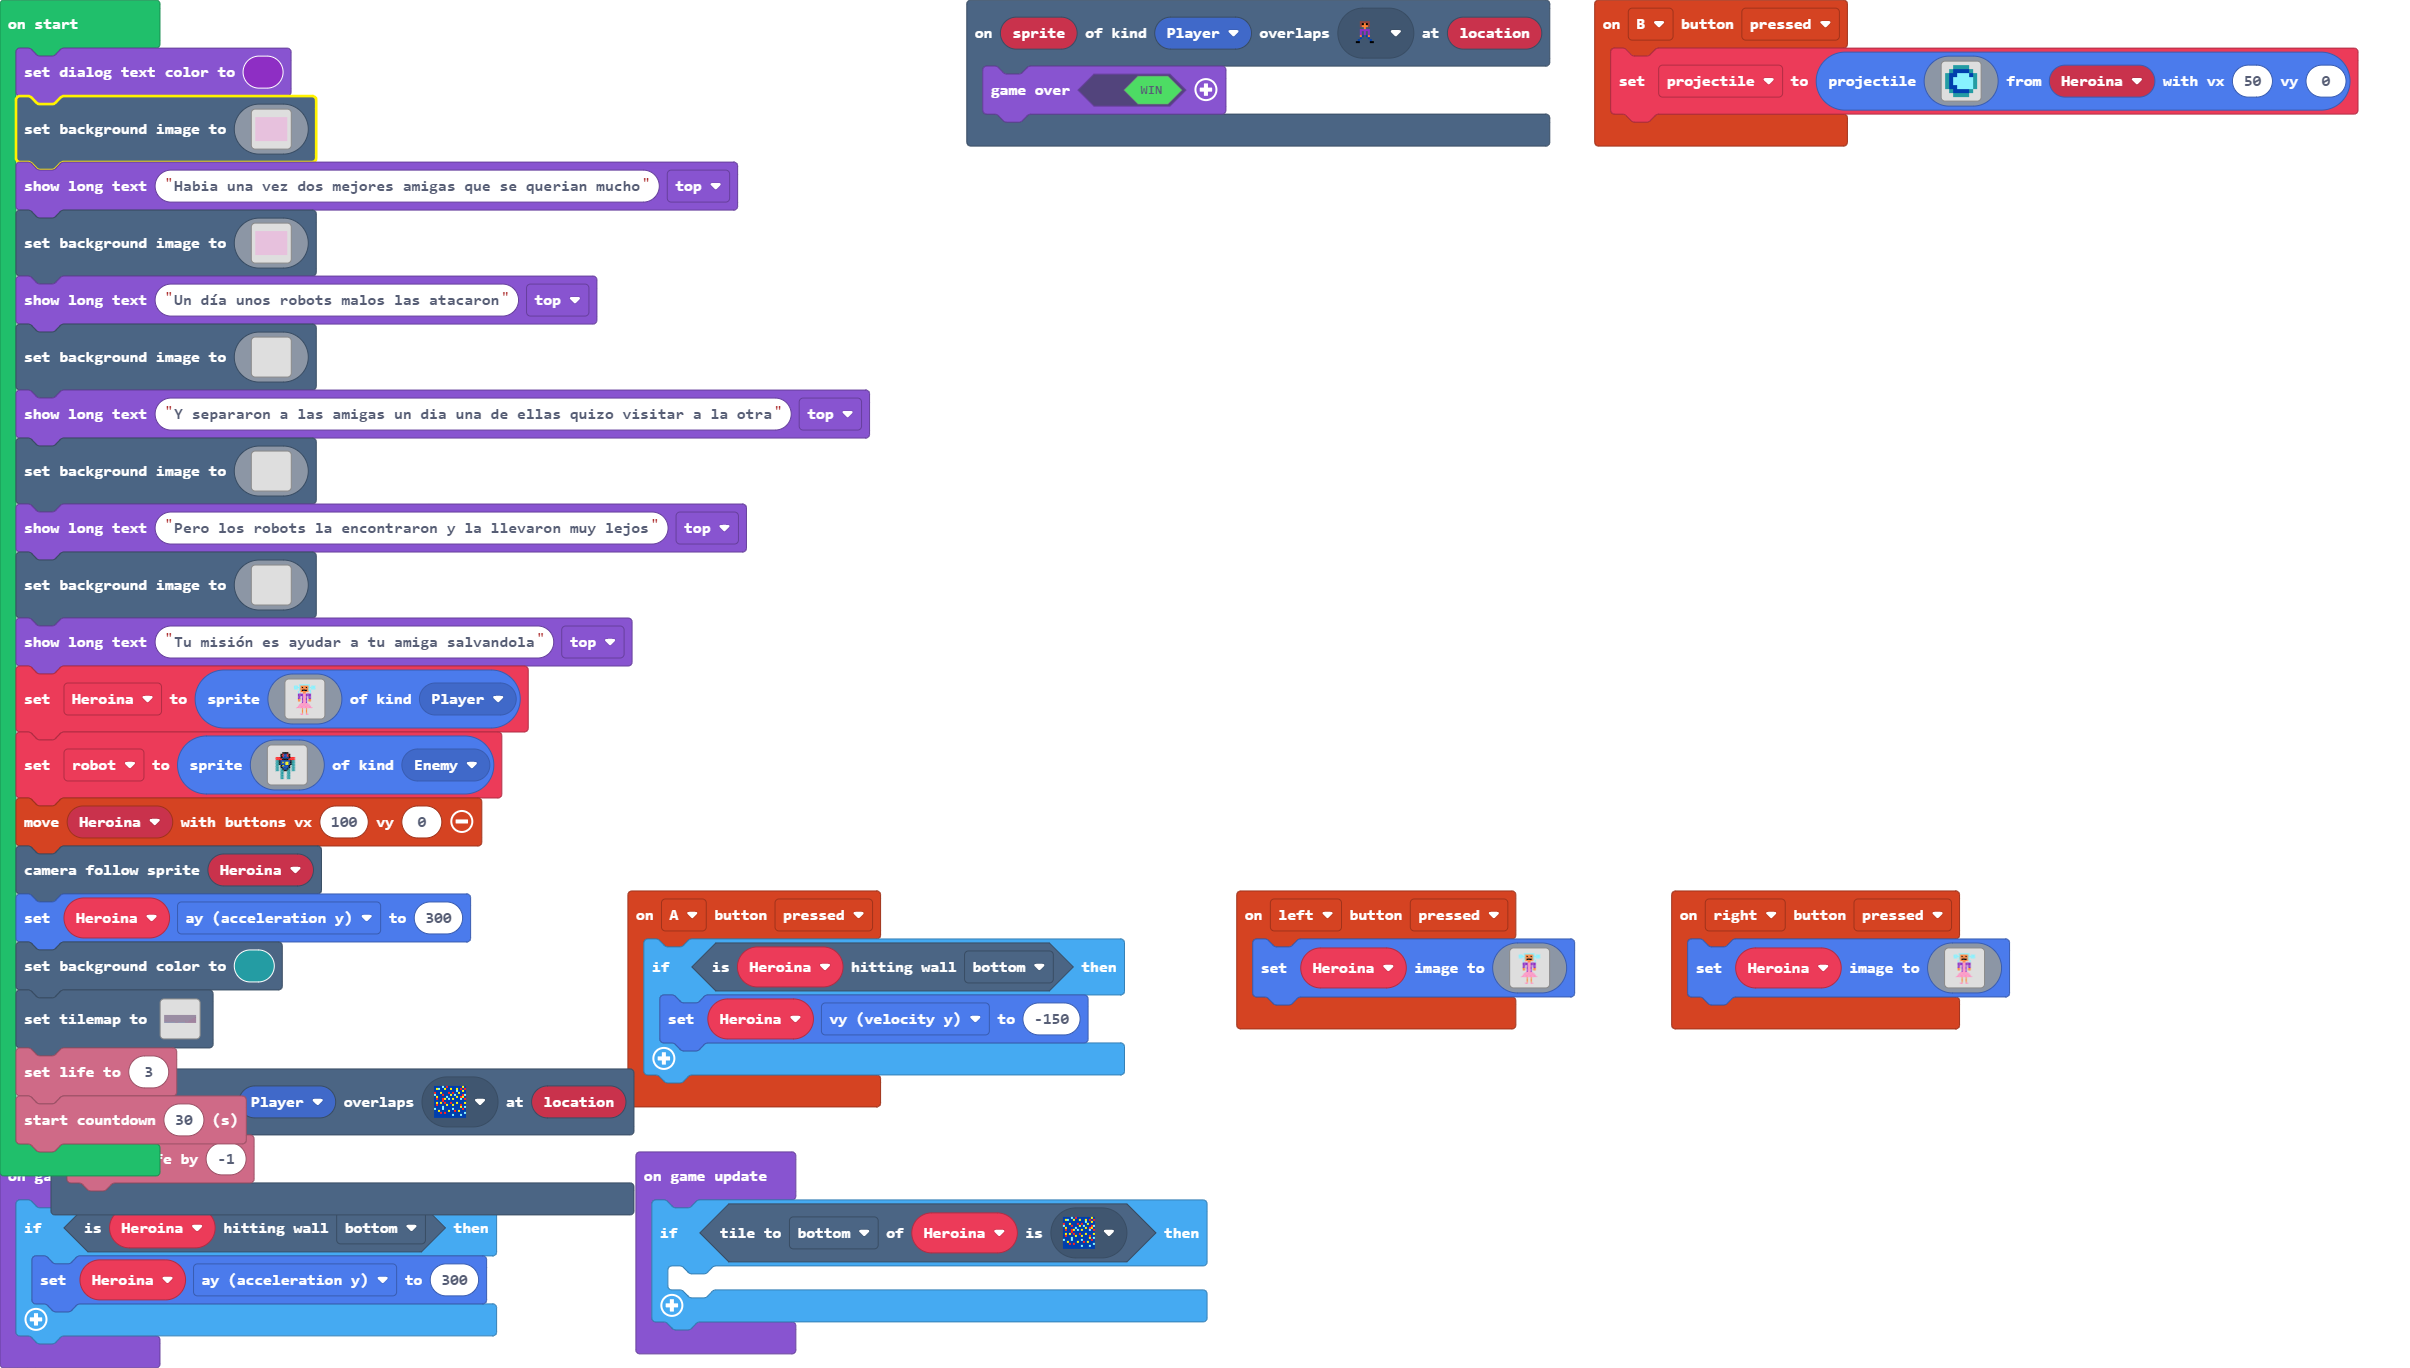 on start
set dialog text color to
set background image to
show long text "Habia una vez dos mejores amigas que se querian mucho" top
set background image to
show long text "Un día unos robots malos las atacaron" top
set background image to
show long text "Y separaron a las amigas un dia una de ellas quizo visitar a la otra" top
set background image to
show long text "Pero los robots la encontraron y la llevaron muy lejos" top
set background image to
show long text "Tu misión es ayudar a tu amiga salvandola" top
set Heroina to sprite of kind Player
set robot to sprite of kind Enemy
move Heroina with buttons vx 100 vy 0
camera follow sprite Heroina
set Heroina ay (acceleration y) to 300
set background color to
set tilemap to
set life to 3
start countdown 30 (s)
Player overlaps at location
fe by -1
on ga
if is Heroina hitting wall bottom then
set Heroina ay (acceleration y) to 300
on sprite of kind Player overlaps at location
game over WIN
on B button pressed
set projectile to projectile from Heroina with vx 50 vy 0
on A button pressed
if is Heroina hitting wall bottom then
set Heroina vy (velocity y) to -150
on left button pressed
set Heroina image to
on right button pressed
set Heroina image to
on game update
if tile to bottom of Heroina is then